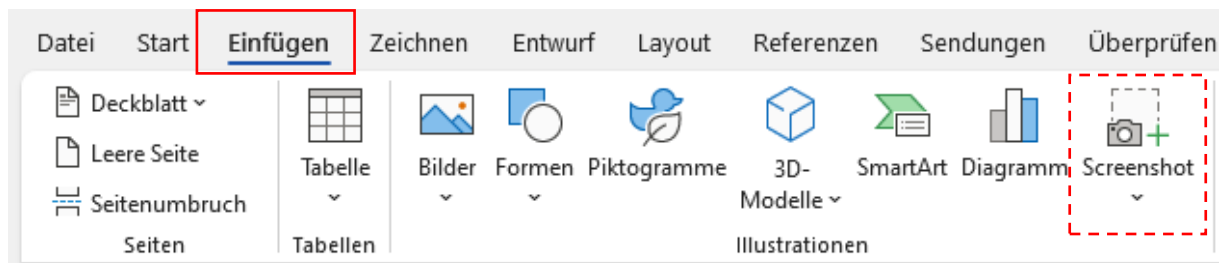 Datei Start Einfügen Zeichnen Entwurf Layout Referenzen Sendungen Überprüfen
Deckblatt
Leere Seite
Seitenumbruch
Seiten
Tabelle
Tabellen
Bilder
Formen
Piktogramme
3D-
Modelle
SmartArt
Diagramm
Screenshot
Illustrationen